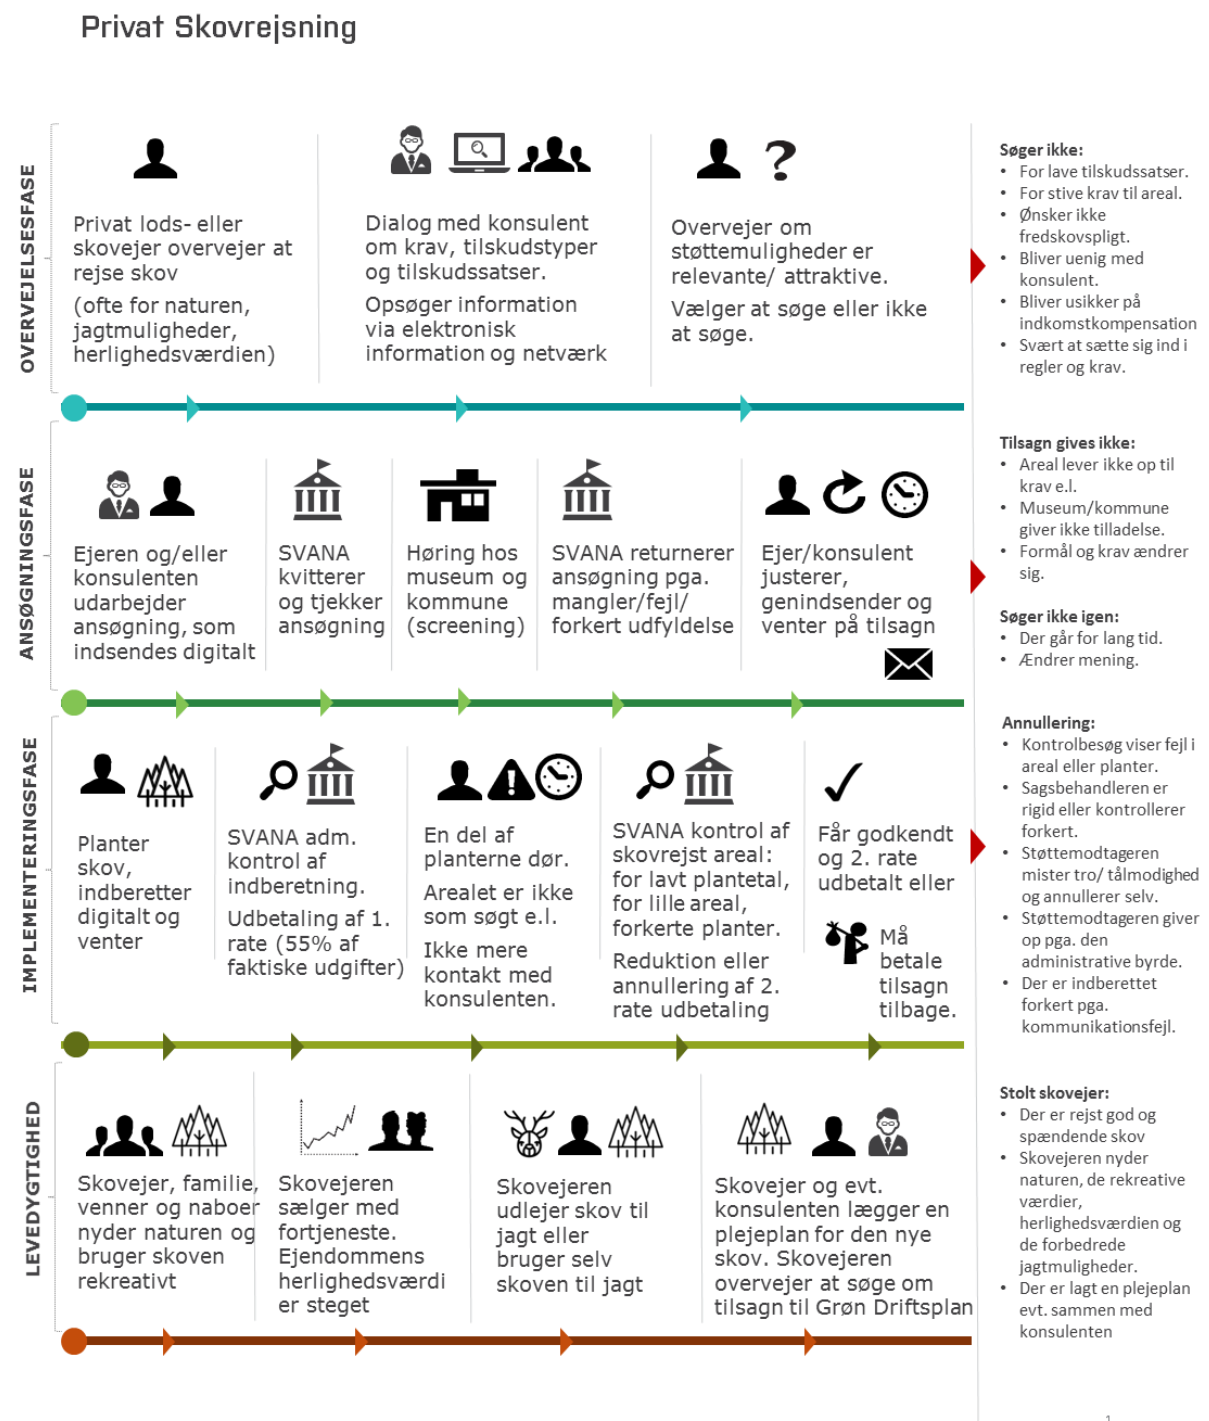 Privat Skovrejsning
OVERVEJELSESFASE
Privat lods- eller
skovejer overvejer at
rejse skov
(ofte for naturen,
jagtmuligheder,
herlighedsværdien)
Dialog med konsulent
om krav, tilskudstyper
og tilskudssatser.
Opsøger information
via elektronisk
information og netværk
Overvejer om
støttemuligheder er
relevante/ attraktive.
Vælger at søge eller ikke
at søge.
Søger ikke:
• For lave tilskudssatser.
• For stive krav til areal.
• Ønsker ikke
fredskovspligt.
• Bliver uenig med
konsulent.
• Bliver usikker på
indkomstkompensation
• Svært at sætte sig ind i
regler og krav.
ANSØGNINGSFASE
Ejeren og/eller
konsulenten
udarbejder
ansøgning, som
indsendes digitalt
SVANA
kvitterer
og tjekker
ansøgning
Høring hos
museum og
kommune
(screening)
SVANA returnerer
ansøgning pga.
mangler/fejl/
forkert udfyldelse
Ejer/konsulent
justerer,
genindsender og
venter på tilsagn
Tilsagn gives ikke:
• Areal lever ikke op til
krav e.l.
• Museum/kommune
giver ikke tilladelse.
• Formål og krav ændrer
sig.
Søger ikke igen:
• Der går for lang tid.
• Ændrer mening.
IMPLEMENTERINGSFASE
Planter
skov,
indberetter
digitalt og
venter
SVANA adm.
kontrol af
indberetning.
Udbetaling af 1.
rate (55% af
faktiske udgifter)
En del af
planterne dør.
Arealet er ikke
som søgt e.l.
Ikke mere
kontakt med
konsulenten.
SVANA kontrol af
skovrejst areal:
for lavt plantetal,
for lille areal,
forkerte planter.
Reduktion eller
annullering af 2.
rate udbetaling
Får godkendt
og 2. rate
udbetalt eller
Må
betale
tilsagn
tilbage.
Annullering:
• Kontrolbesøg viser fejl i
areal eller planter.
• Sagsbehandleren er
rigid eller kontrollerer
forkert.
• Støttemodtageren
mister tro/ tålmodighed
og annullerer selv.
• Støttemodtageren giver
op pga. den
administrative byrde.
• Der er indberettet
forkert pga.
kommunikationsfejl.
LEVEDYGTIGHED
Skovejer, familie,
venner og naboer
nyder naturen og
bruger skoven
rekreativt
Skovejeren
sælger med
fortjeneste.
Ejendommens
herlighedsværdi
er steget
Skovejeren
udlejer skov til
jagt eller
bruger selv
skoven til jagt
Skovejer og evt.
konsulenten lægger en
plejeplan for den nye
skov. Skovejeren
overvejer at søge om
tilsagn til Grøn Driftsplan
Stolt skovejer:
• Der er rejst god og
spændende skov
• Skovejeren nyder
naturen, de rekreative
værdier,
herlighedsværdien og
de forbedrede
jagtmuligheder.
• Der er lagt en plejeplan
evt. sammen med
konsulenten
1